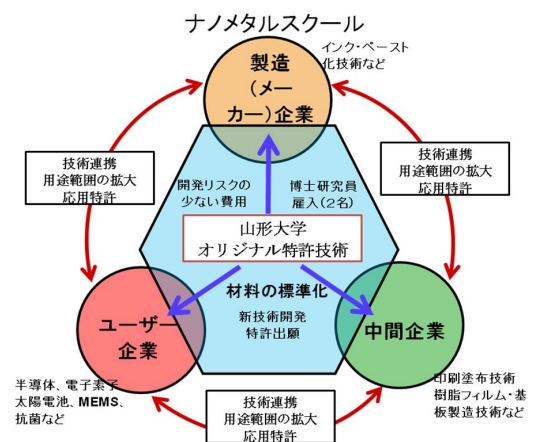 ナノメタルスクール
インク・ペースト
化技術など
製造
(メー
カー)企業
技術連携
用途範囲の拡大
応用特許
技術連携
用途範囲の拡大
応用特許
開発リスクの
少ない費用
博士研究員
雇入(2名)
山形大学
オリジナル特許技術
材料の標準化
新技術開発
特許出願
ユーザー
企業
中間企業
半導体、電子素子
太陽電池、MEMS、
抗菌など
技術連携
用途範囲の拡大
応用特許
印刷塗布技術
樹脂フィルム・基
板製造技術など